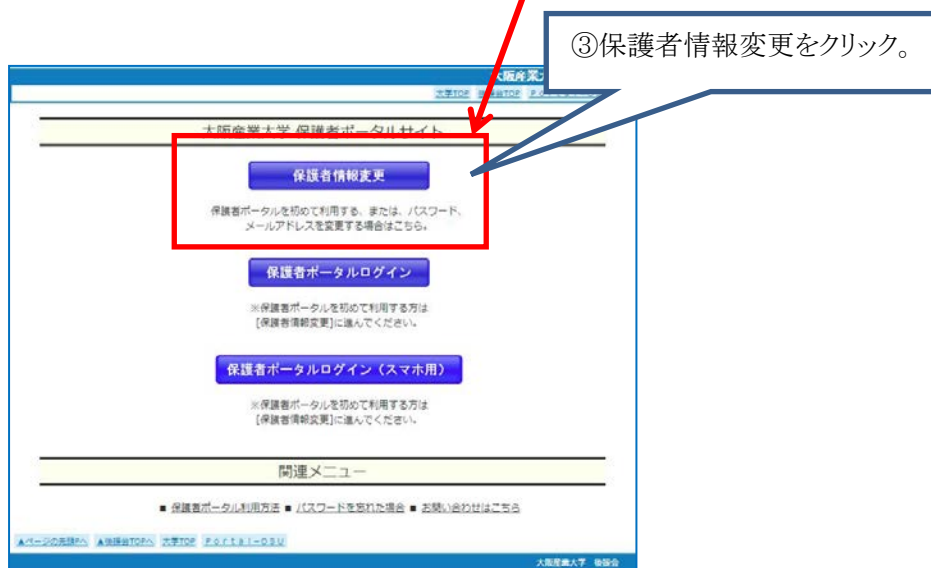 ③保護者情報変更をクリック。
大阪産業大
大学TOP 後援会TOP
大阪産業大学 保護者ポータルサイト
保護者情報変更
保護者ポータルを初めて利用する、または、パスワード、
メールアドレスを変更する場合はこちら。
保護者ポータルログイン
※保護者ポータルを初めて利用する方は
[保護者情報変更]に進んでください。
保護者ポータルログイン（スマホ用）
※保護者ポータルを初めて利用する方は
[保護者情報変更]に進んでください。
関連メニュー
■ 保護者ポータル利用方法 ■ パスワードを忘れた場合 ■ お問い合わせはこちら
▲ページの先頭へ ▲後援会TOPへ 大学TOP Portal-OSU
大阪産業大学 後援会